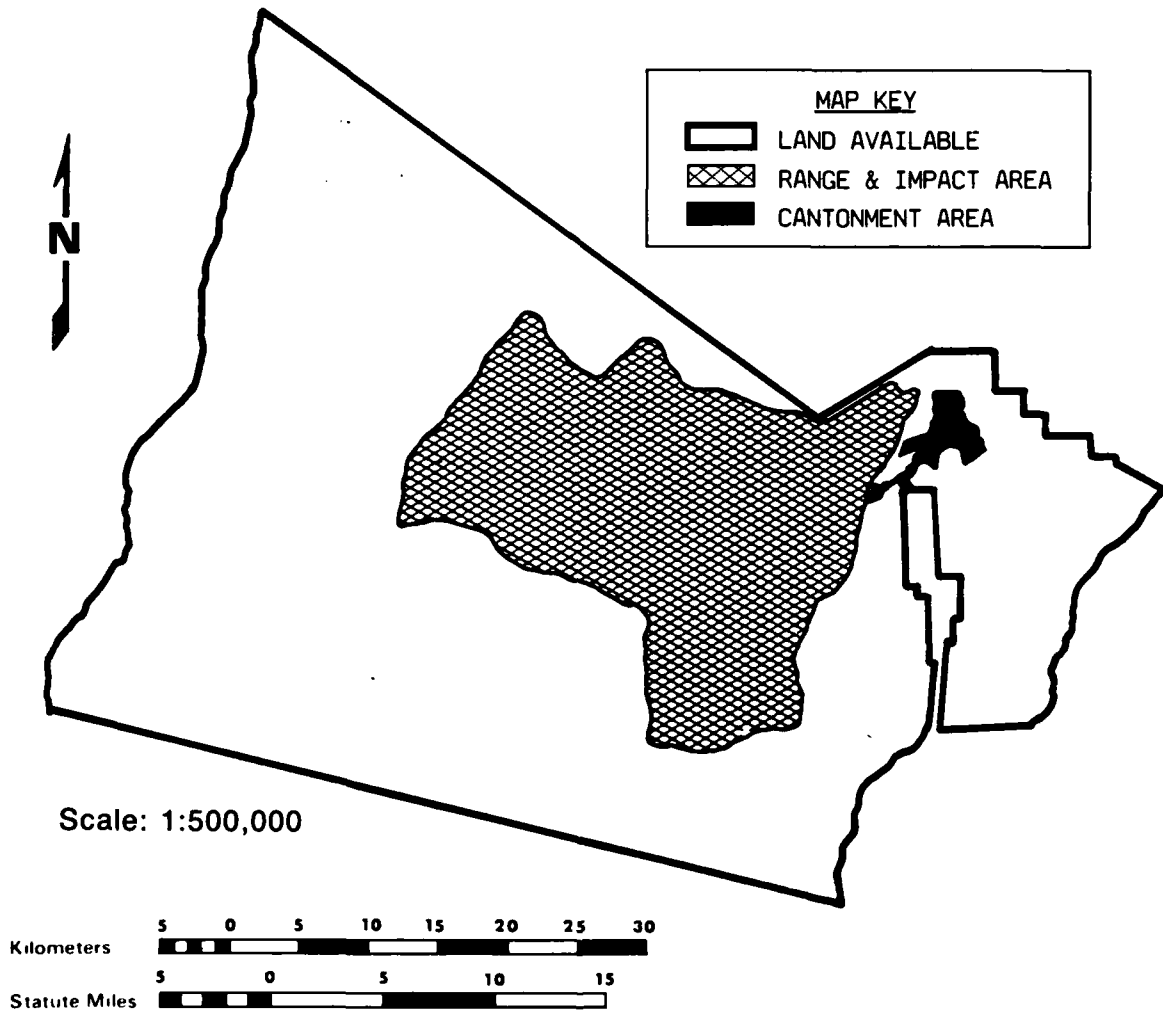 MAP KEY
LAND AVAILABLE
RANGE & IMPACT AREA
CANTONMENT AREA
N
Scale: 1:500,000
5 0 5 10 15 20 25 30
Kilometers
5 0 5 10 15
Statute Miles